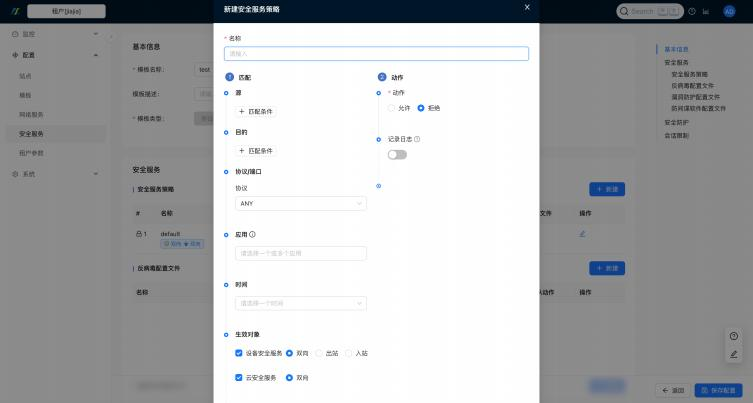 租户[jiajia]
新建安全服务策略
X
Search
AD
监控
配置
站点
模板
网络服务
安全服务
租户参数
系统
基本信息
* 模板名称:
test
模板描述:
* 模板类型:
安全服务
安全服务策略
+ 新建
# 名称
文件 操作
1 default
双向 双向
反病毒配置文件
+ 新建
名称
操作
* 名称
请输入
1 匹配
源
+ 匹配条件
目的
+ 匹配条件
协议/端口
协议
ANY
应用
请选择一个或多个应用
时间
请选择一个时间
生效对象
设备安全服务 双向 出站 入站
云安全服务 双向
2 动作
* 动作
允许 拒绝
记录日志
基本信息
安全服务
安全服务策略
反病毒配置文件
漏洞防护配置文件
防间谍软件配置文件
安全防护
会话限制
返回
保存配置